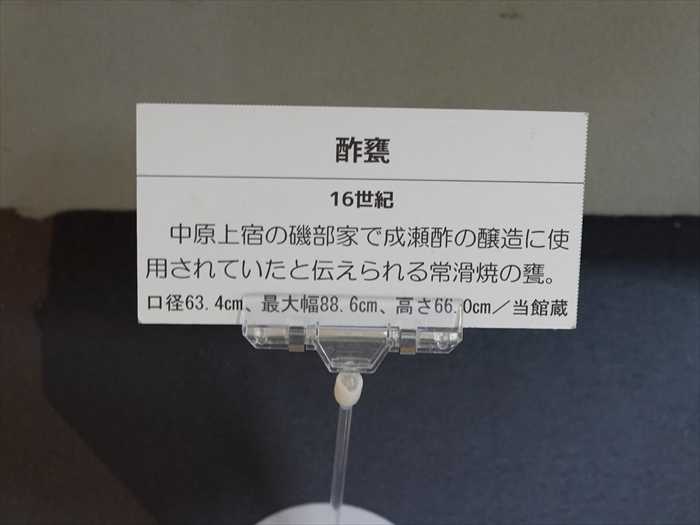 酢甕
16世紀
中原上宿の磯部家で成瀬酢の醸造に使
用されていたと伝えられる常滑焼の甕。
口径63.4cm、最大幅88.6cm、高さ66.0cm／当館蔵